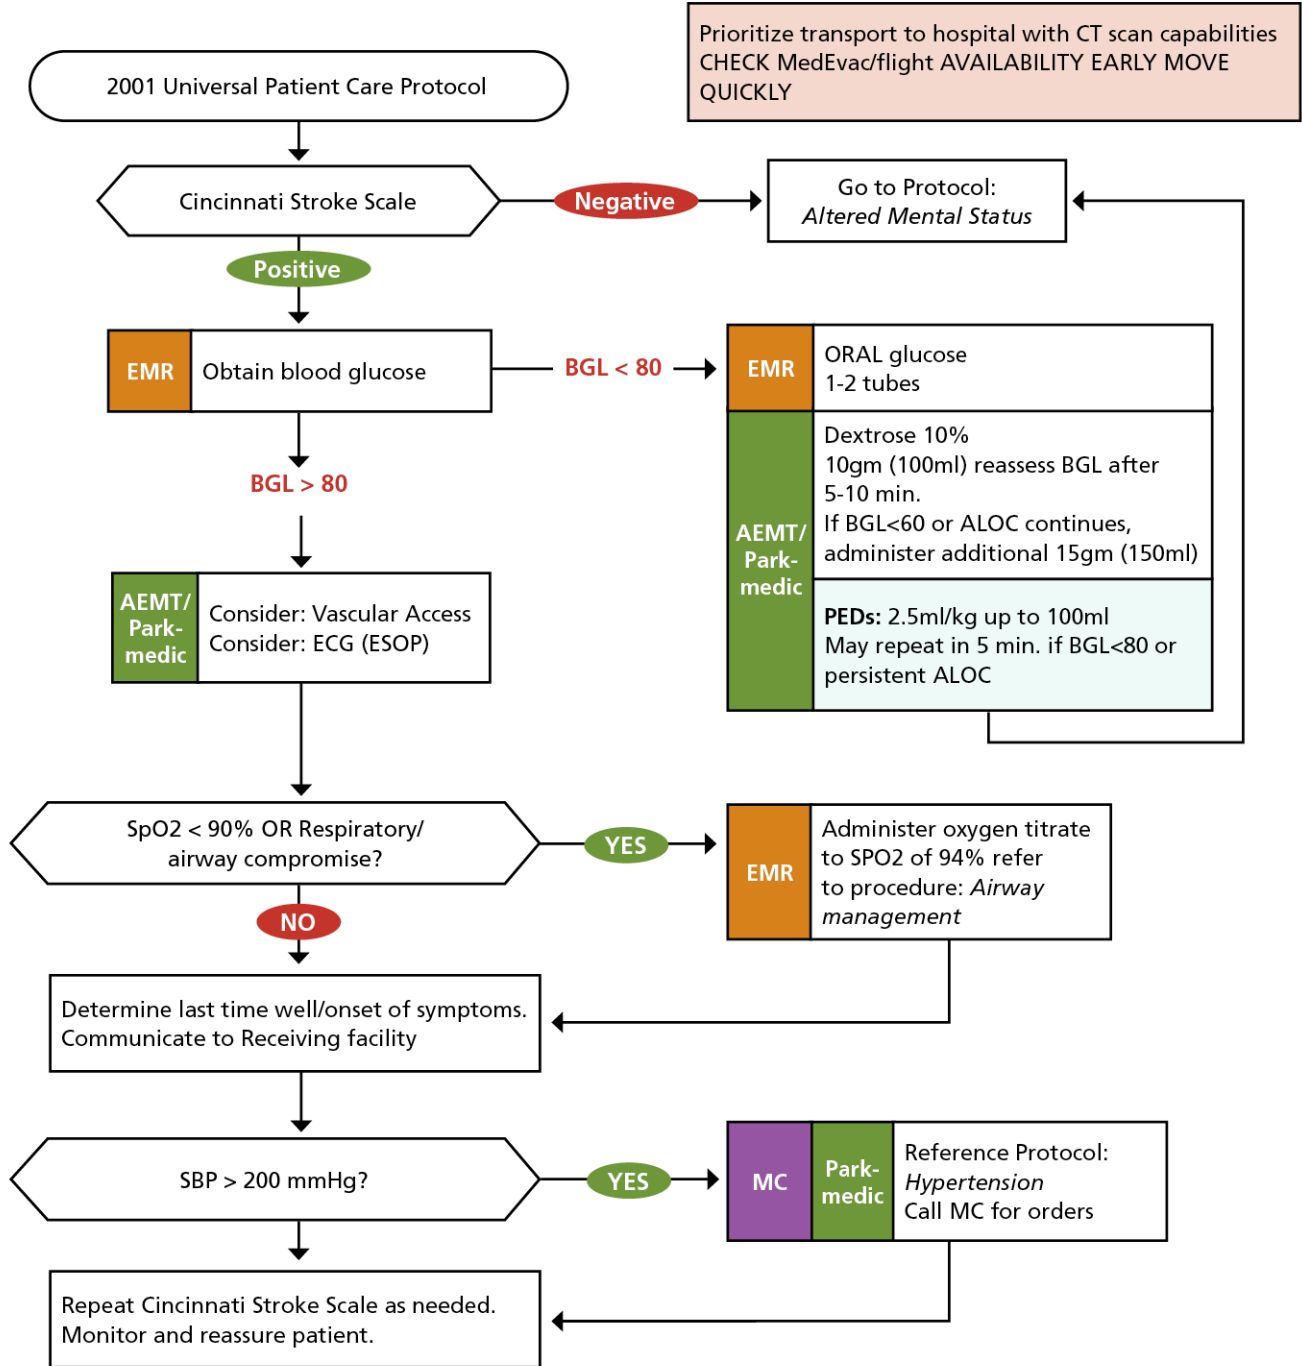 Prioritize transport to hospital with CT scan capabilities
CHECK MedEvac/flight AVAILABILITY EARLY MOVE
QUICKLY
2001 Universal Patient Care Protocol
Cincinnati Stroke Scale
Negative
Go to Protocol:
Altered Mental Status
Positive
EMR
Obtain blood glucose
BGL < 80
EMR
ORAL glucose
1-2 tubes
AEMT/
Park-
medic
Dextrose 10%
10gm (100ml) reassess BGL after
5-10 min.
If BGL<60 or ALOC continues,
administer additional 15gm (150ml)
PEDs: 2.5ml/kg up to 100ml
May repeat in 5 min. if BGL<80 or
persistent ALOC
BGL > 80
AEMT/
Park-
medic
Consider: Vascular Access
Consider: ECG (ESOP)
SpO2 < 90% OR Respiratory/
airway compromise?
YES
EMR
Administer oxygen titrate
to SPO2 of 94% refer
to procedure: Airway
management
NO
Determine last time well/onset of symptoms.
Communicate to Receiving facility
SBP > 200 mmHg?
YES
MC
Park-
medic
Reference Protocol:
Hypertension
Call MC for orders
Repeat Cincinnati Stroke Scale as needed.
Monitor and reassure patient.